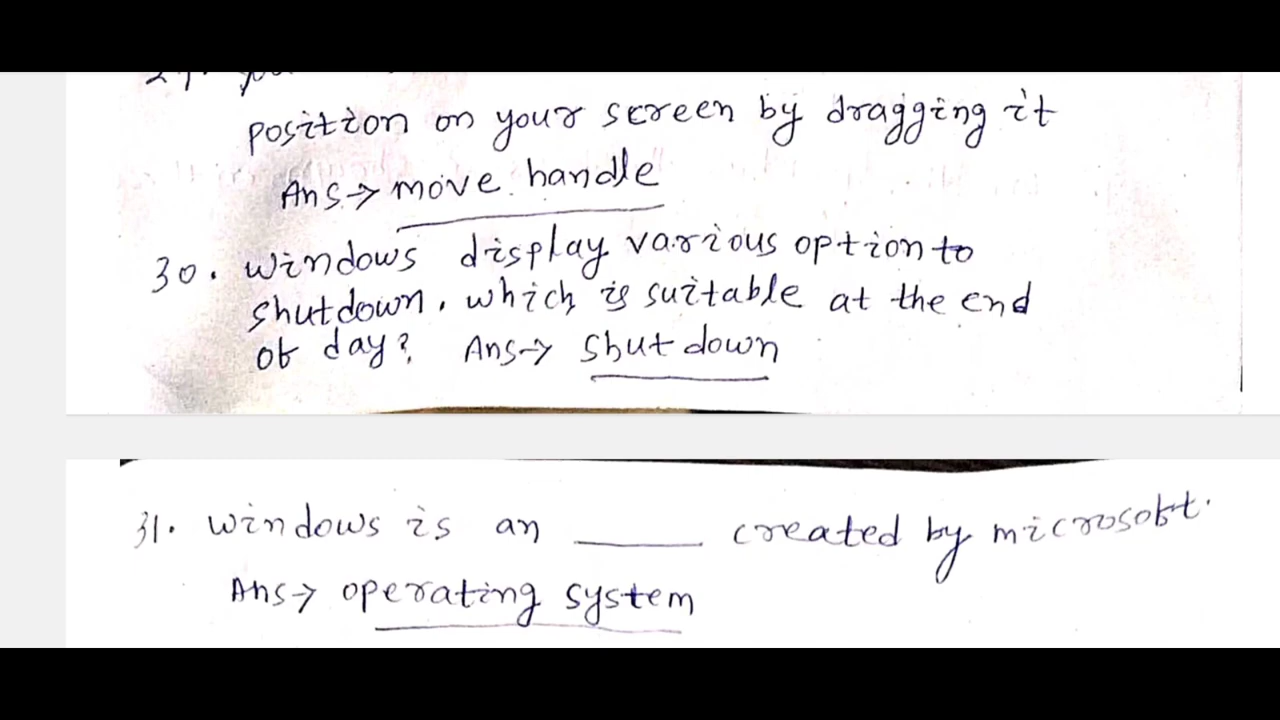 position on your screen by dragging it
Ans → move handle
30. windows display various option to
shutdown. which is suitable at the end
of day? Ans → shut down
31. windows is an ______ created by microsoft.
Ans → operating system